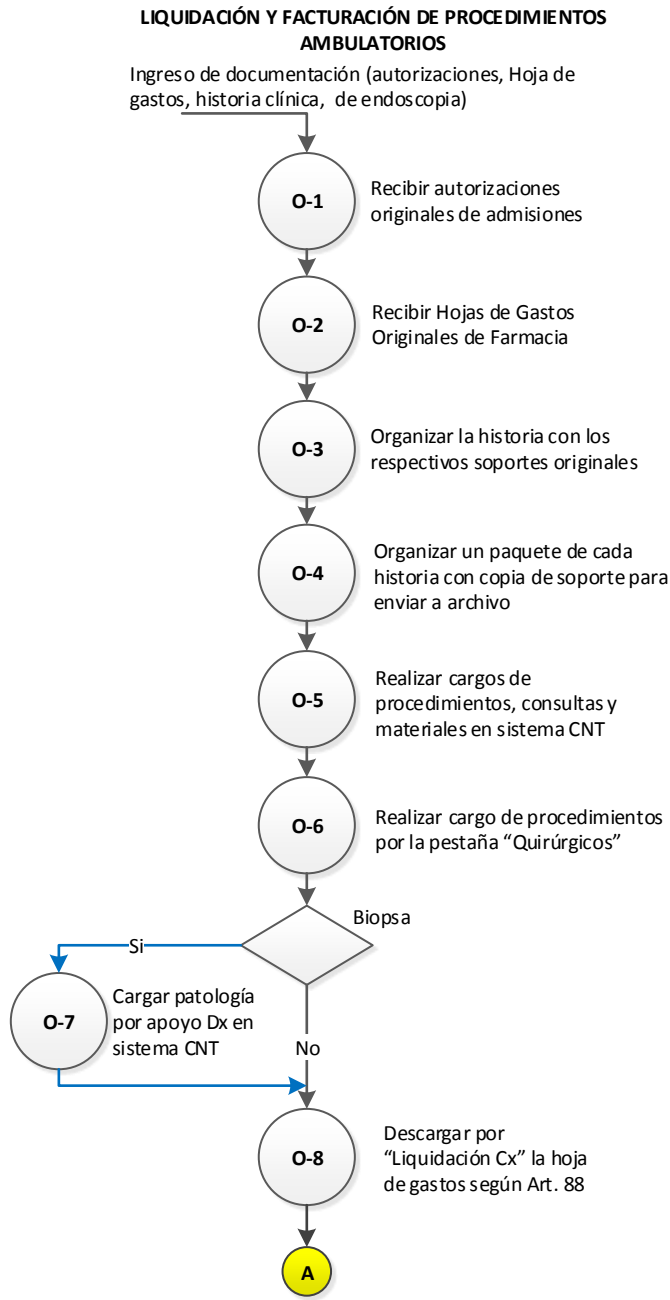 LIQUIDACIÓN Y FACTURACIÓN DE PROCEDIMIENTOS
AMBULATORIOS
Ingreso de documentación (autorizaciones, Hoja de
gastos, historia clínica, de endoscopia)
O-1
Recibir autorizaciones
originales de admisiones
O-2
Recibir Hojas de Gastos
Originales de Farmacia
O-3
Organizar la historia con los
respectivos soportes originales
O-4
Organizar un paquete de cada
historia con copia de soporte para
enviar a archivo
O-5
Realizar cargos de
procedimientos, consultas y
materiales en sistema CNT
O-6
Realizar cargo de procedimientos
por la pestaña “Quirúrgicos”
Biopsa
Si
O-7
Cargar patología
por apoyo Dx en
sistema CNT
No
O-8
Descargar por
“Liquidación Cx” la hoja
de gastos según Art. 88
A